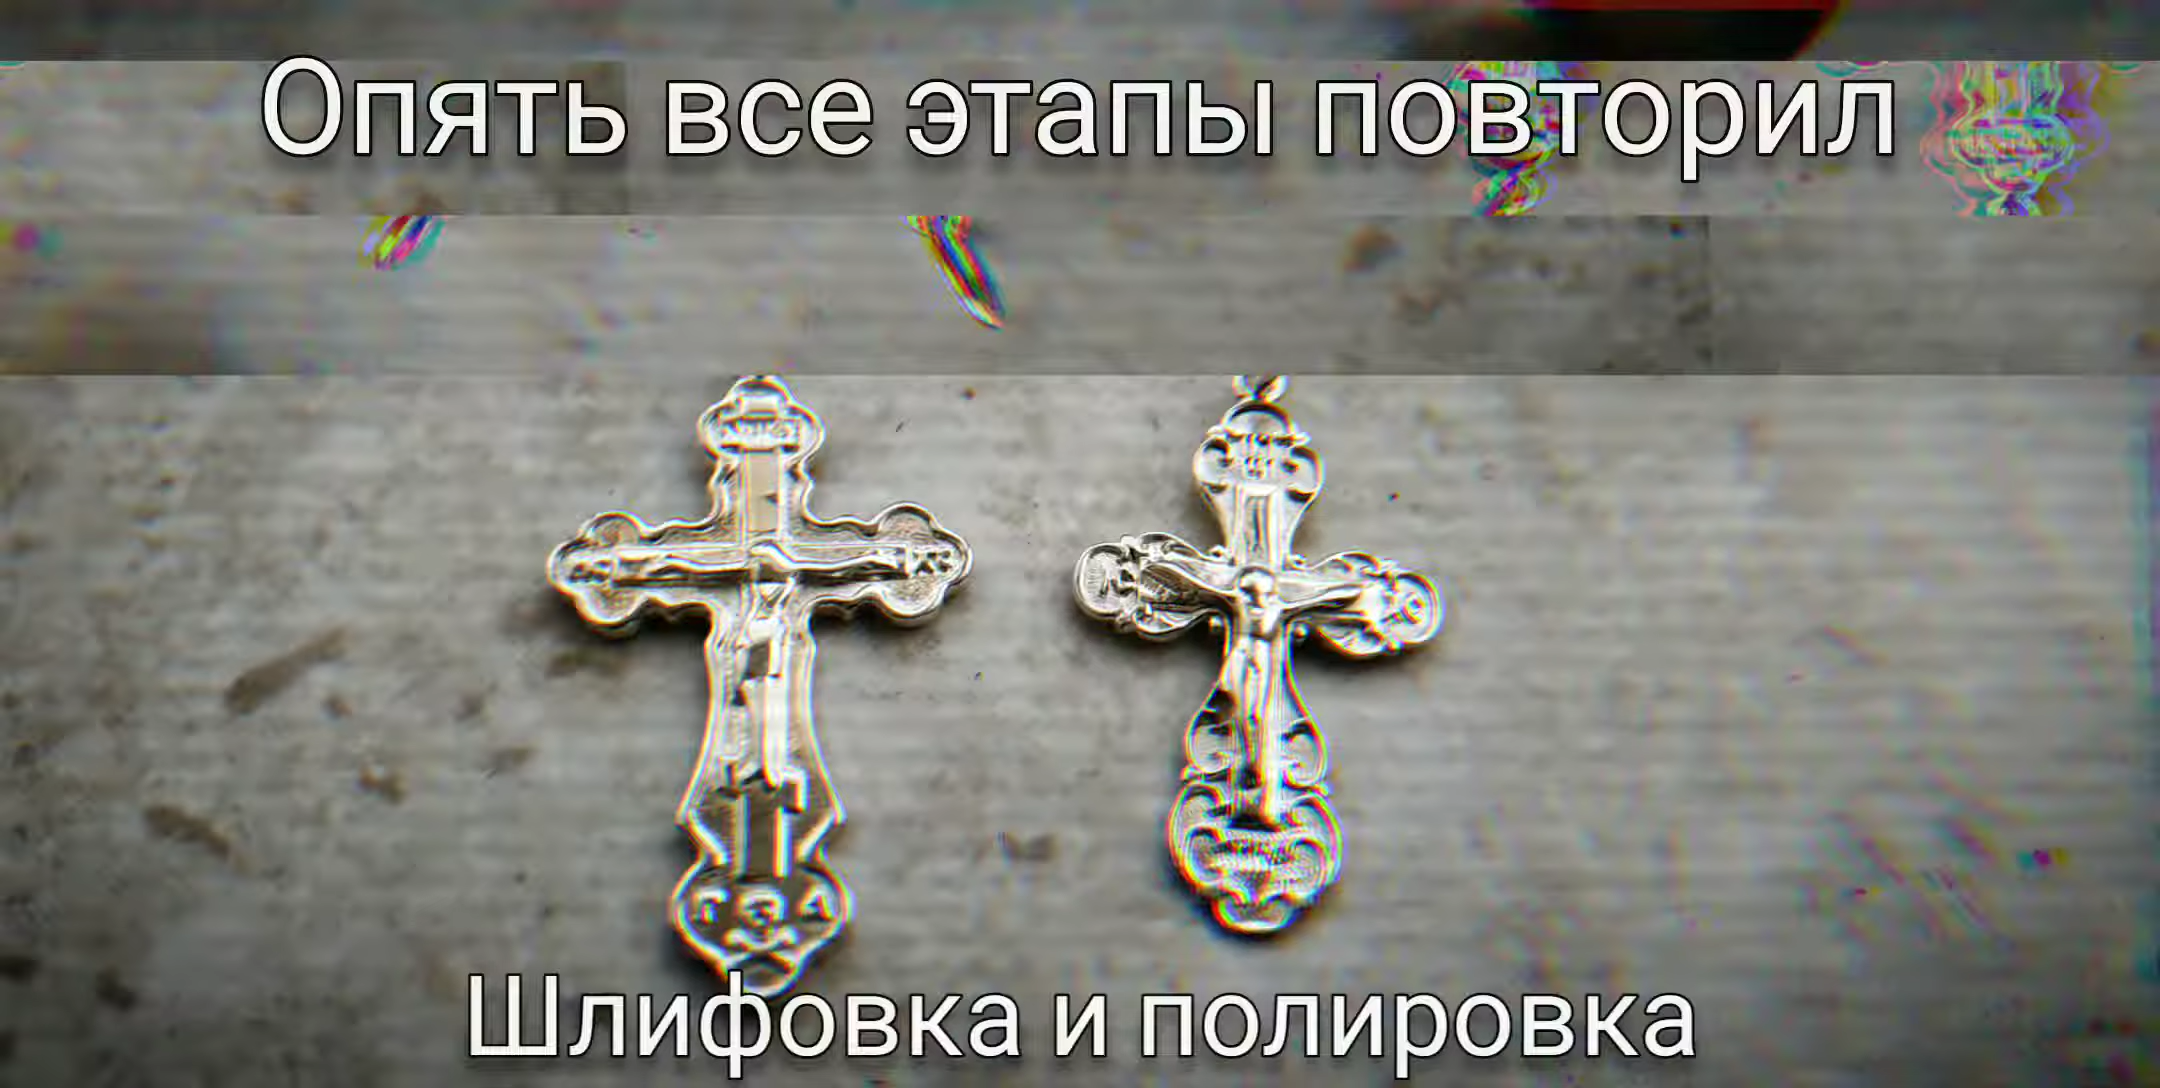 Опять все этапы повторил
Шлифовка и полировка